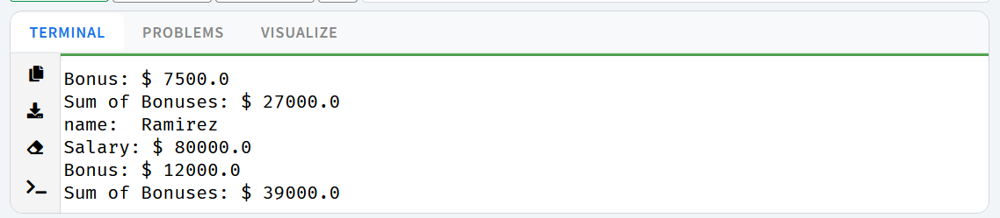 TERMINAL PROBLEMS VISUALIZE
Bonus: $ 7500.0
Sum of Bonuses: $ 27000.0
name:  Ramirez
Salary: $ 80000.0
Bonus: $ 12000.0
Sum of Bonuses: $ 39000.0